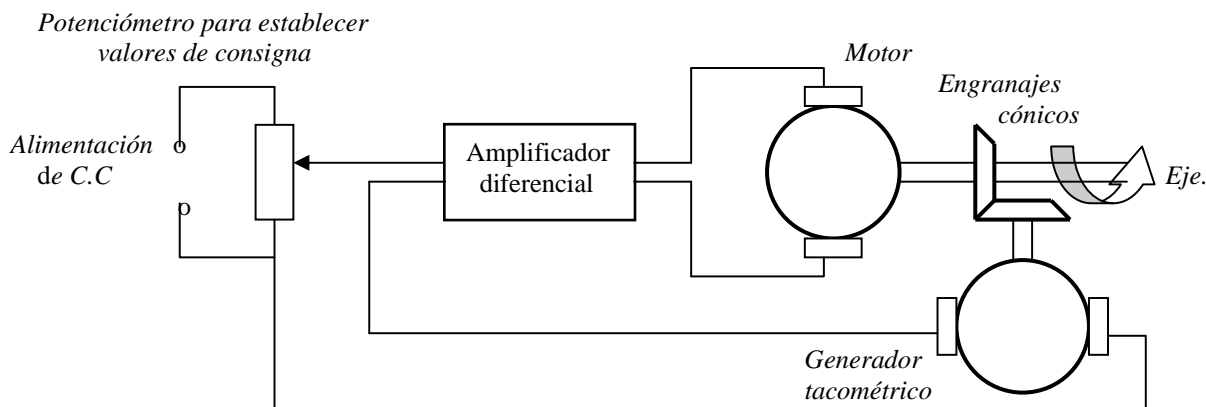 Potenciómetro para establecer
valores de consigna
Motor
Engranajes
cónicos
Alimentación
de C.C
Amplificador
diferencial
Eje.
Generador
tacométrico